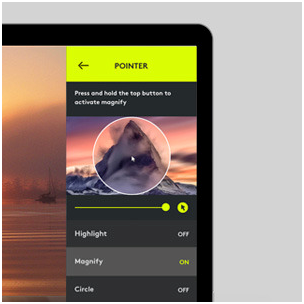 POINTER
Press and hold the top button to
activate magnify
Highlight OFF
Magnify ON
Circle OFF